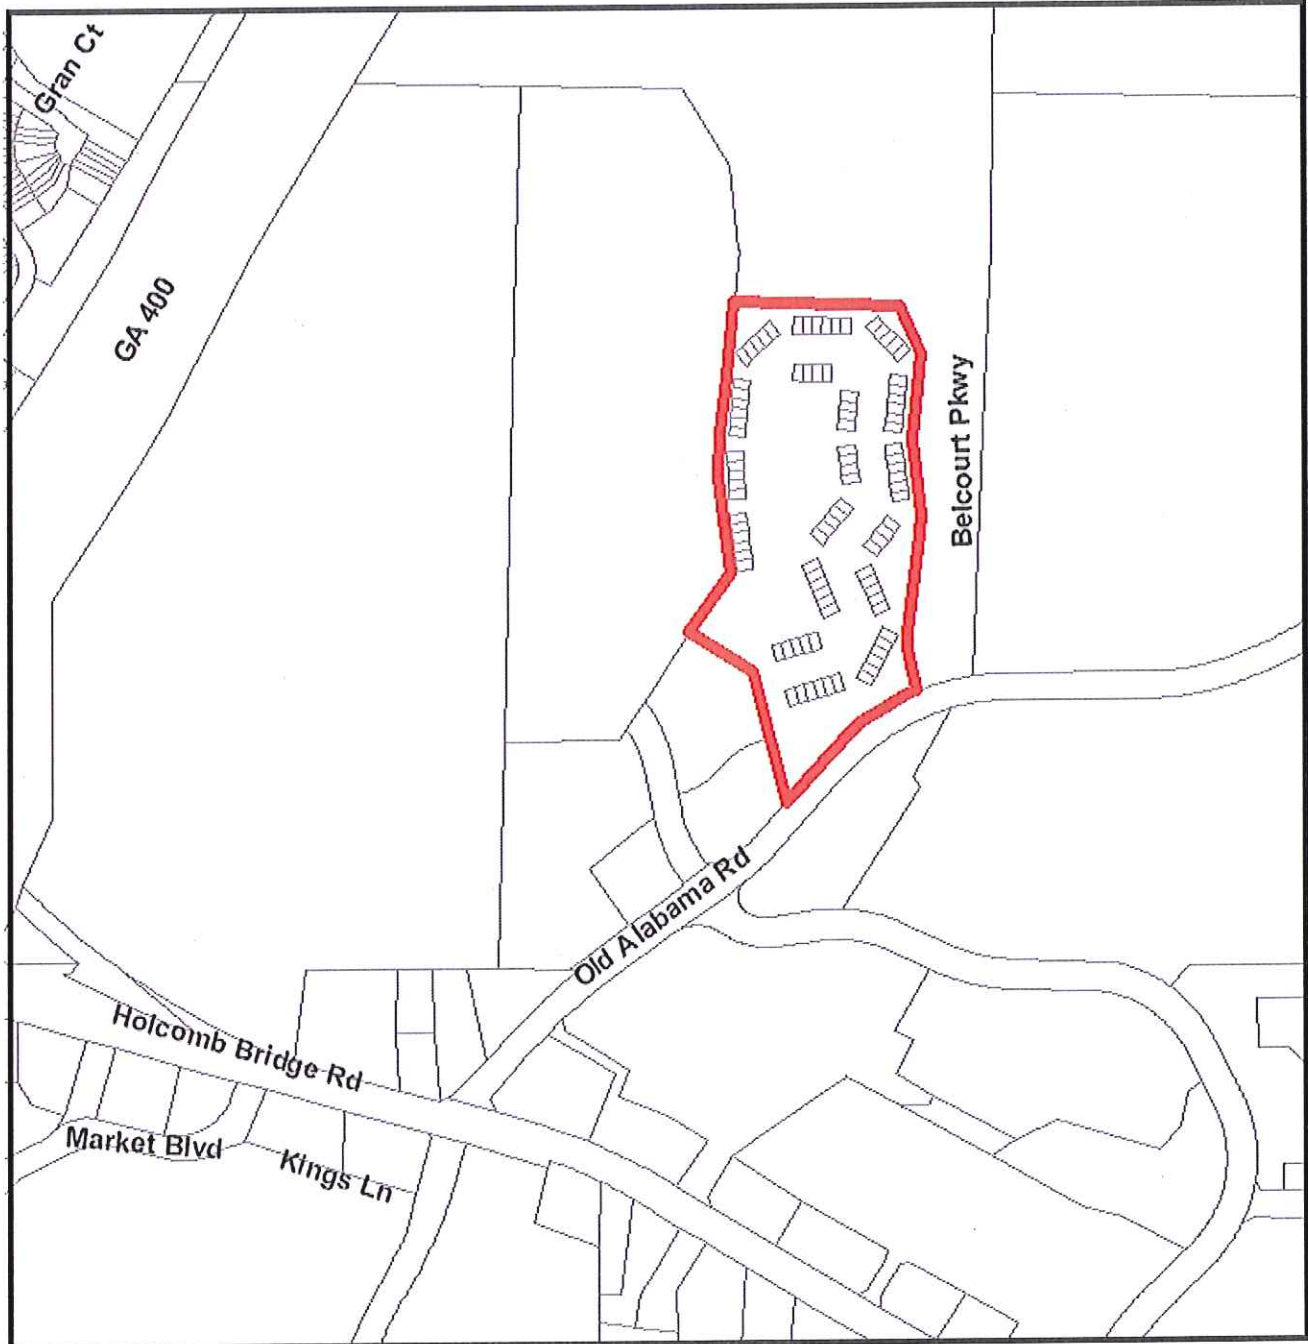 Gran Ct
GA 400
Belcourt Pkwy
Old Alabama Rd
Holcomb Bridge Rd
Market Blvd
Kings Ln